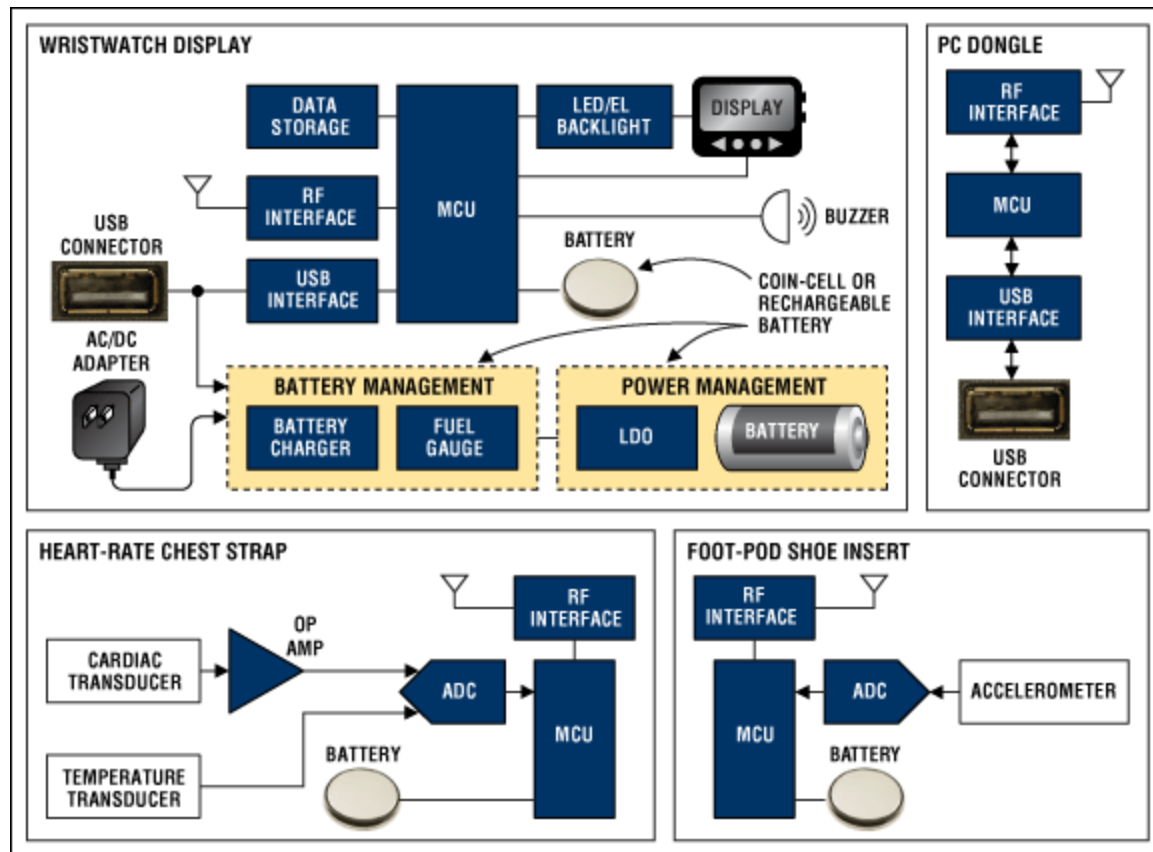 WRISTWATCH DISPLAY
DATA
STORAGE
RF
INTERFACE
USB
INTERFACE
MCU
LED/EL
BACKLIGHT
DISPLAY
BUZZER
USB
CONNECTOR
AC/DC
ADAPTER
BATTERY
COIN-CELL OR
RECHARGEABLE
BATTERY
BATTERY MANAGEMENT
BATTERY
CHARGER
FUEL
GAUGE
POWER MANAGEMENT
LDO
BATTERY
PC DONGLE
RF
INTERFACE
MCU
USB
INTERFACE
USB
CONNECTOR
HEART-RATE CHEST STRAP
CARDIAC
TRANSDUCER
OP
AMP
ADC
RF
INTERFACE
MCU
TEMPERATURE
TRANSDUCER
BATTERY
FOOT-POD SHOE INSERT
RF
INTERFACE
MCU
ADC
ACCELEROMETER
BATTERY